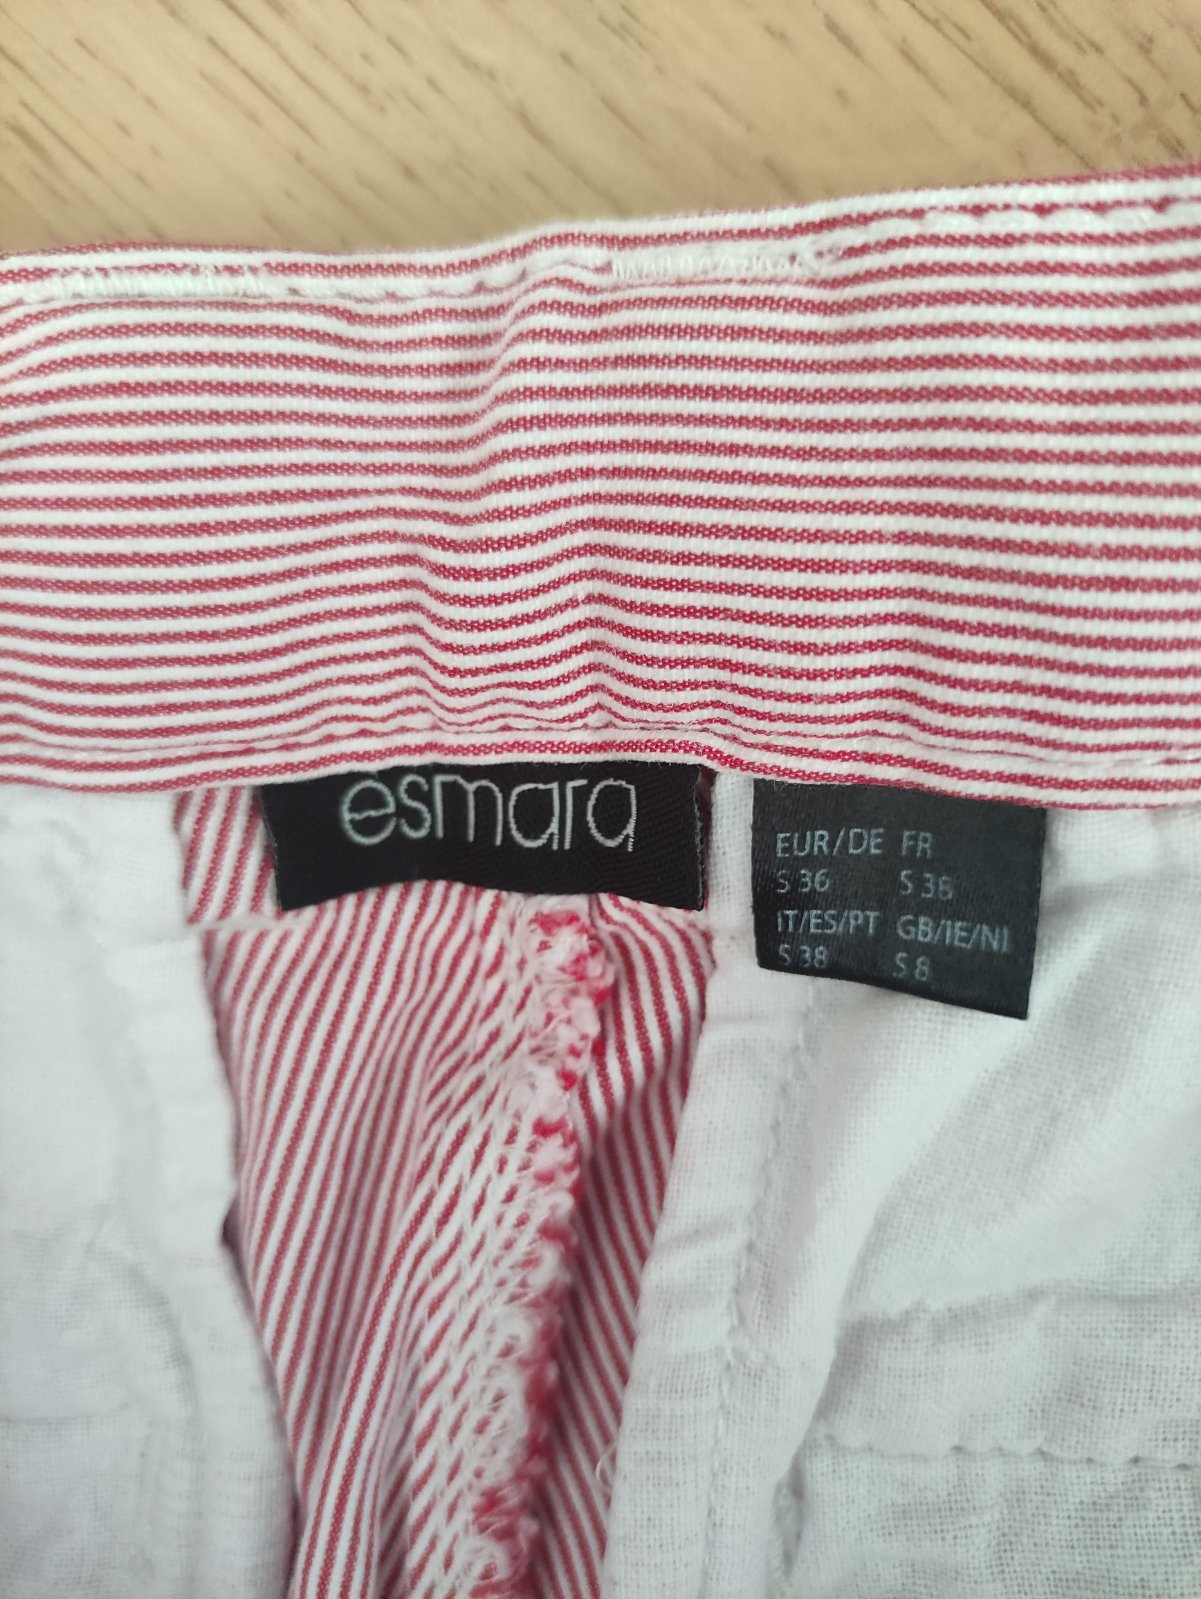 esmara
EUR/DE FR
S 36 S 38
IT/ES/PT GB/IE/NI
S 38 S 8